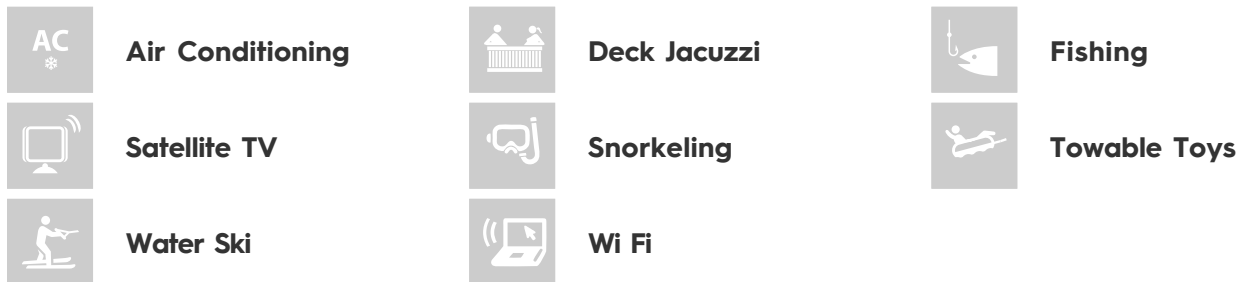 AC
Air Conditioning
Deck Jacuzzi
Fishing
Satellite TV
Snorkeling
Towable Toys
Water Ski
Wi Fi